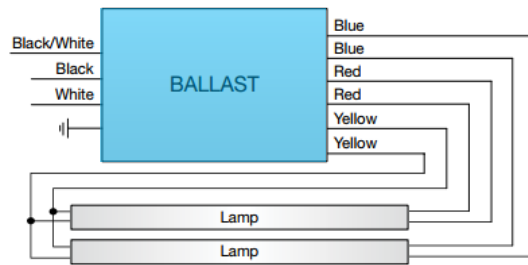 Black/White
Black
White
BALLAST
Blue
Blue
Red
Red
Yellow
Yellow
Lamp
Lamp